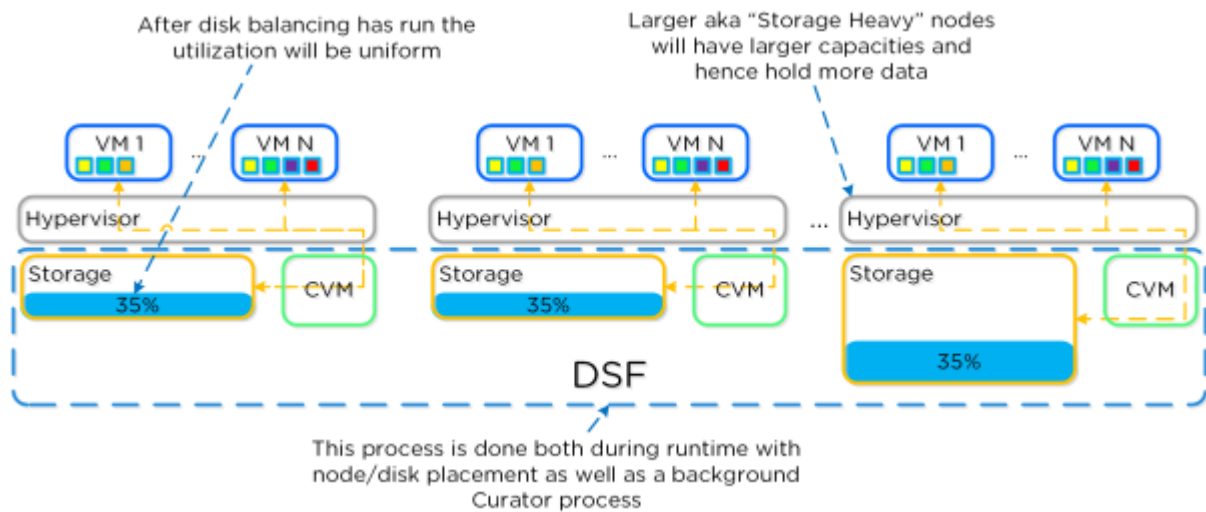 After disk balancing has run the
utilization will be uniform
Larger aka “Storage Heavy” nodes
will have larger capacities and
hence hold more data
VM 1
...
VM N
VM 1
...
VM N
VM 1
...
VM N
Hypervisor
Hypervisor
...
Hypervisor
Storage
35%
CVM
Storage
35%
CVM
Storage
35%
CVM
DSF
This process is done both during runtime with
node/disk placement as well as a background
Curator process